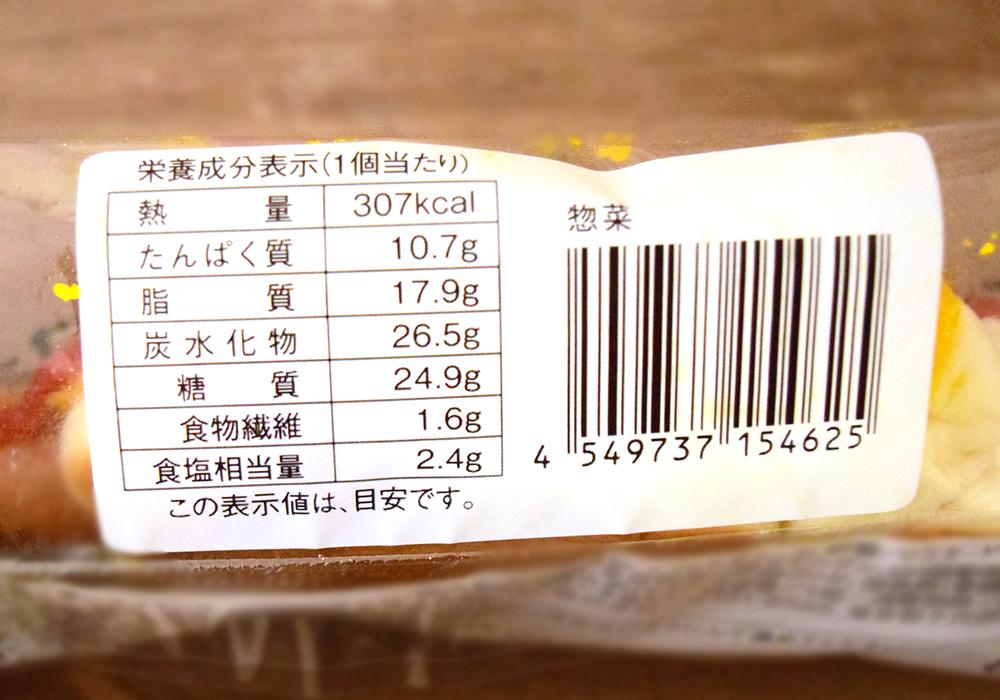 栄養成分表示(1個当たり)
熱量 307kcal
たんぱく質 10.7g
脂質 17.9g
炭水化物 26.5g
糖質 24.9g
食物繊維 1.6g
食塩相当量 2.4g
この表示値は、目安です。
惣菜
4 549737 154625